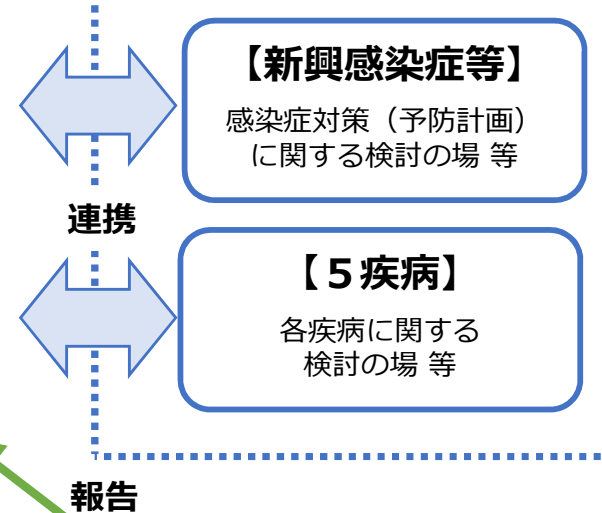 【新興感染症等】
感染症対策（予防計画）
に関する検討の場 等
連携
【５疾病】
各疾病に関する
検討の場 等
報告